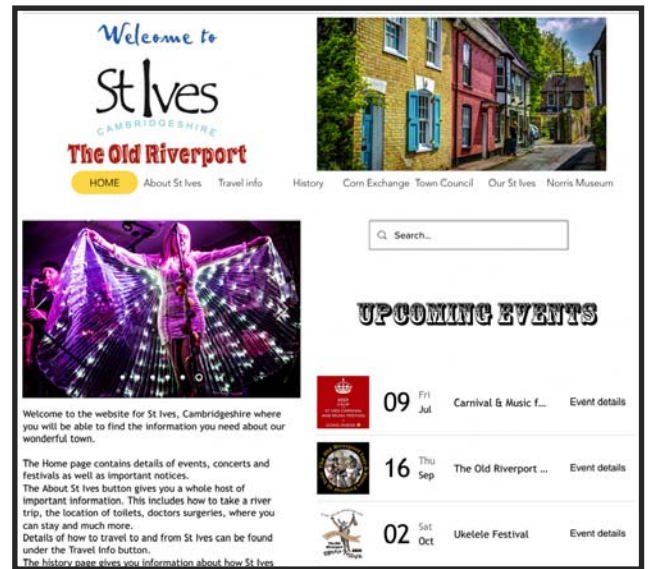 Welcome to
St Ives
CAMBRIDGESHIRE
The Old Riverport
HOME About St Ives Travel info History Corn Exchange Town Council Our St Ives Norris Museum
Search...
UPCOMING EVENTS
KEEP
CALM
09 Fri Jul Carnival & Music f... Event details
16 Thu Sep The Old Riverport ... Event details
02 Sat Oct Ukelele Festival Event details
Welcome to the website for St Ives, Cambridgeshire where
you will be able to find the information you need about our
wonderful town.
The Home page contains details of events, concerts and
festivals as well as important notices.
The About St Ives button gives you a whole host of
important information. This includes how to take a river
trip, the location of toilets, doctors surgeries, where you
can stay and much more.
Details of how to travel to and from St Ives can be found
under the Travel Info button.
The history page gives you information about how St Ives